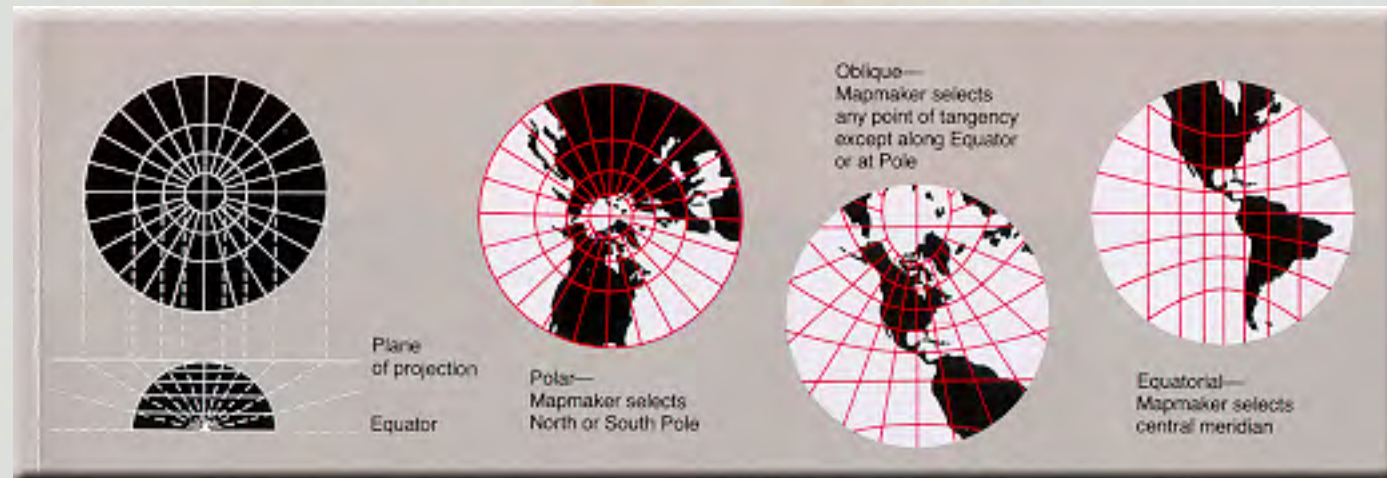 Plane
of projection
Equator
Polar—
Mapmaker selects
North or South Pole
Oblique—
Mapmaker selects
any point of tangency
except along Equator
or at Pole
Equatorial—
Mapmaker selects
central meridian